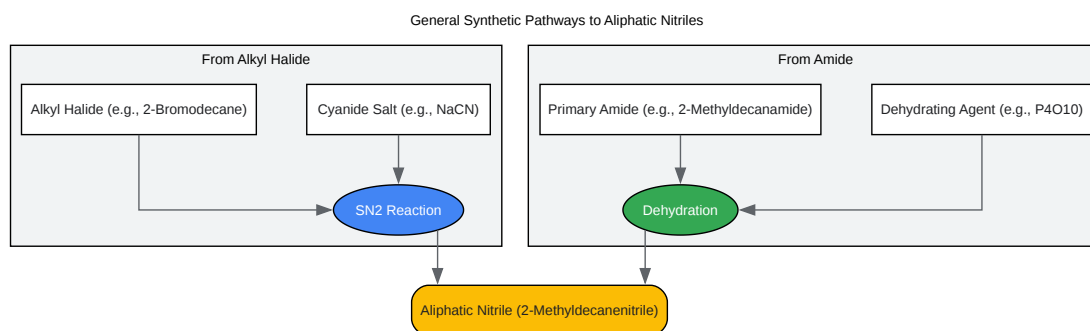 General Synthetic Pathways to Aliphatic Nitriles
From Alkyl Halide
Alkyl Halide (e.g., 2-Bromodecane)
Cyanide Salt (e.g., NaCN)
SN2 Reaction
From Amide
Primary Amide (e.g., 2-Methyldecanamide)
Dehydrating Agent (e.g., P4O10)
Dehydration
Aliphatic Nitrile (2-Methyldecanenitrile)